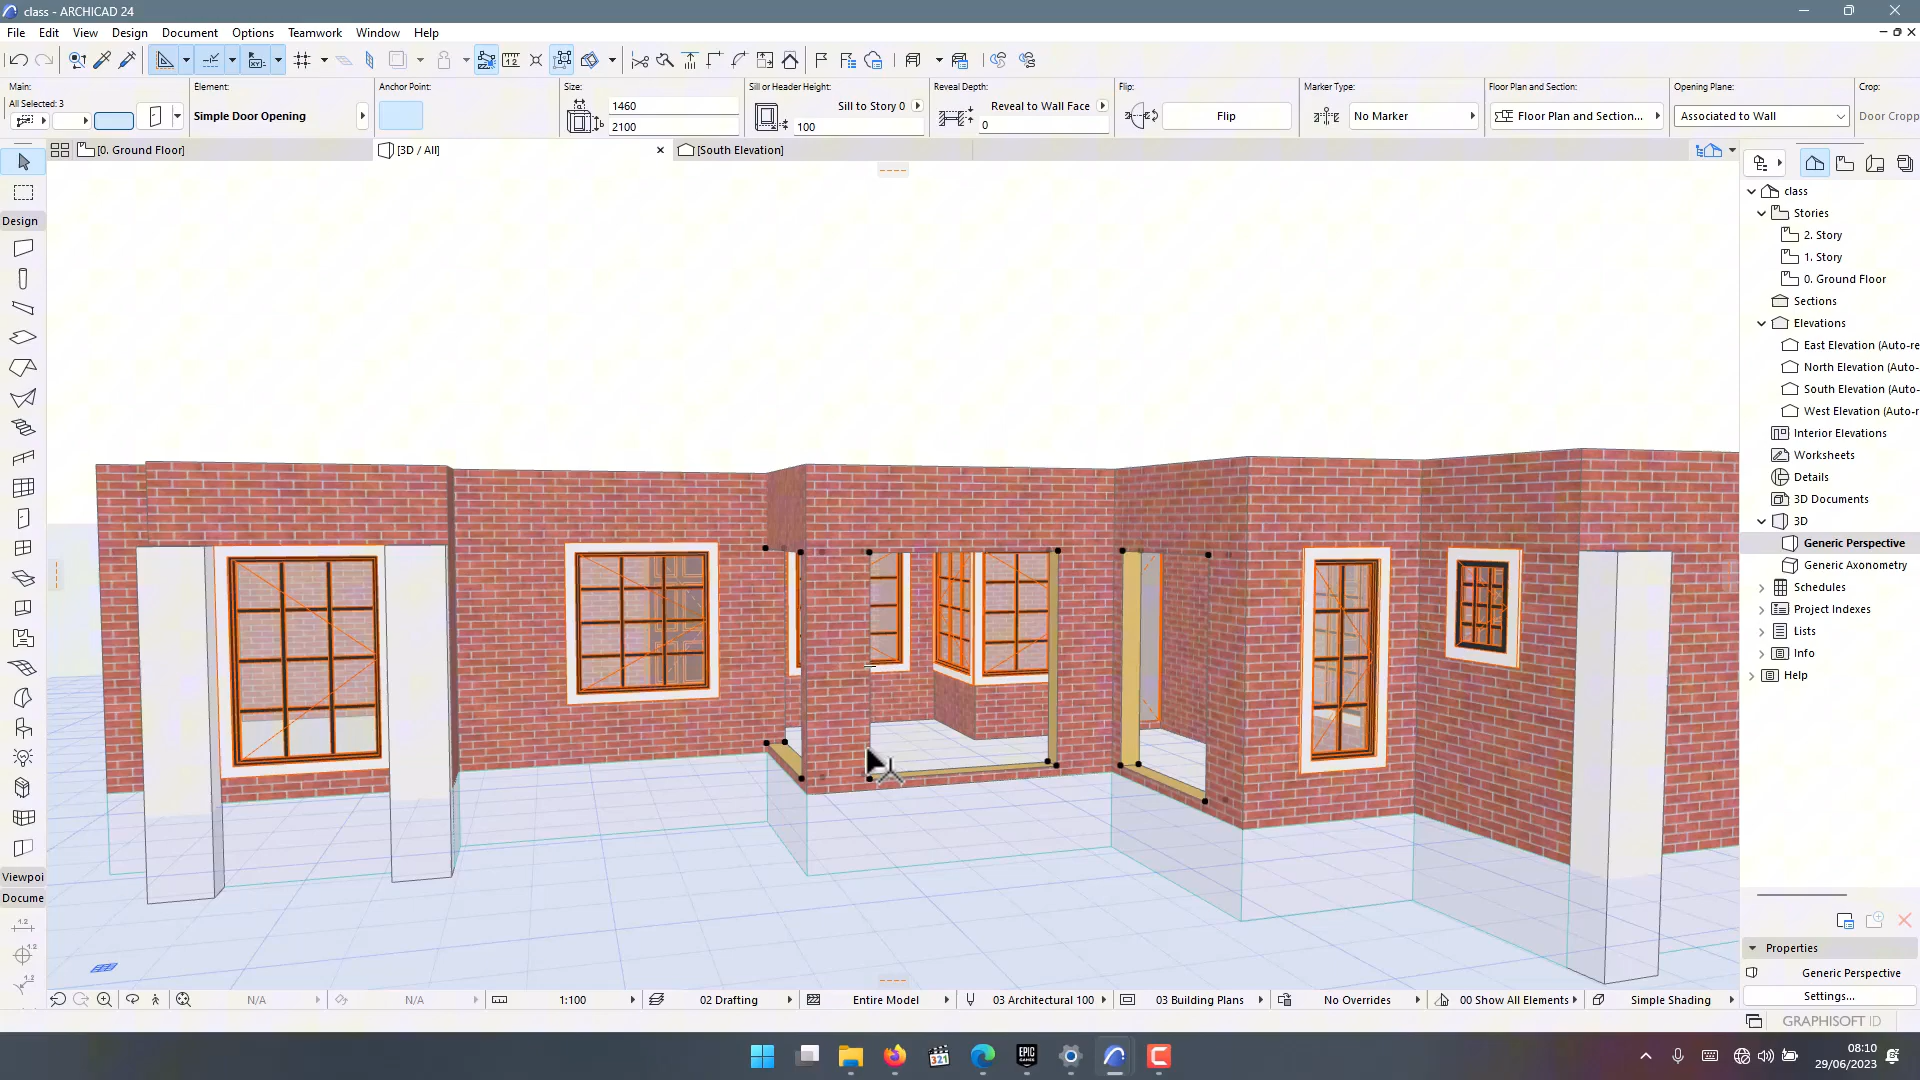 class - ARCHICAD 24
File Edit View Design Document Options Teamwork Window Help
Main:
All Selected: 3
Element:
Simple Door Opening
Anchor Point:
Size:
1460
2100
Sill or Header Height:
Sill to Story 0
100
Reveal Depth:
Reveal to Wall Face
0
Flip:
Flip
Marker Type:
No Marker
Floor Plan and Section:
Floor Plan and Section...
Opening Plane:
Associated to Wall
Crop:
Door Cropp
[0. Ground Floor]
[3D / All]
[South Elevation]
Design
Viewpoi
Docume
class
Stories
2. Story
1. Story
0. Ground Floor
Sections
Elevations
East Elevation (Auto-re
North Elevation (Auto-
South Elevation (Auto-
West Elevation (Auto-r
Interior Elevations
Worksheets
Details
3D Documents
3D
Generic Perspective
Generic Axonometry
Schedules
Project Indexes
Lists
Info
Help
Properties
Generic Perspective
Settings...
N/A
N/A
1:100
02 Drafting
Entire Model
03 Architectural 100
03 Building Plans
No Overrides
00 Show All Elements
Simple Shading
GRAPHISOFT ID
EPIC
GAMES
321
08:10
29/06/2023